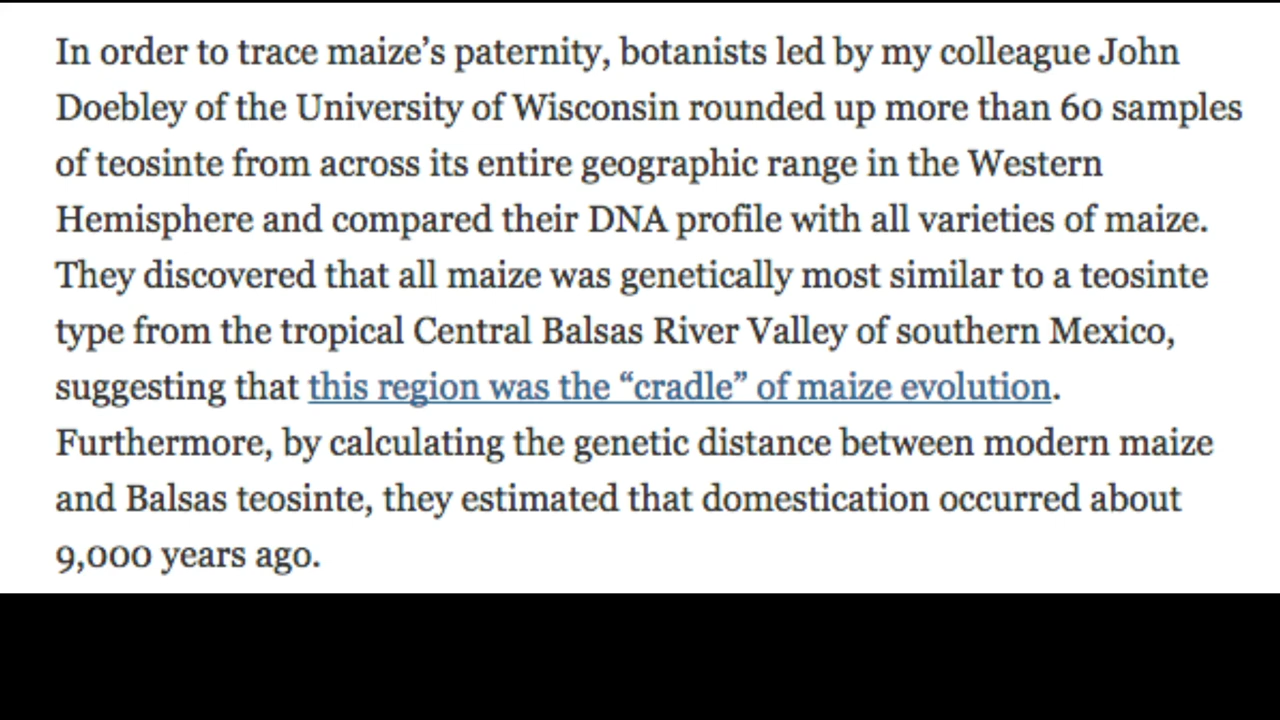 In order to trace maize’s paternity, botanists led by my colleague John
Doebley of the University of Wisconsin rounded up more than 60 samples
of teosinte from across its entire geographic range in the Western
Hemisphere and compared their DNA profile with all varieties of maize.
They discovered that all maize was genetically most similar to a teosinte
type from the tropical Central Balsas River Valley of southern Mexico,
suggesting that this region was the “cradle” of maize evolution.
Furthermore, by calculating the genetic distance between modern maize
and Balsas teosinte, they estimated that domestication occurred about
9,000 years ago.